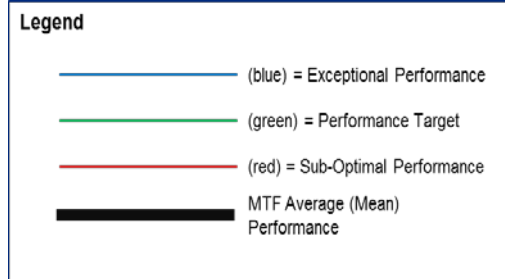 Legend
(blue) = Exceptional Performance
(green) = Performance Target
(red) = Sub-Optimal Performance
MTF Average (Mean)
Performance